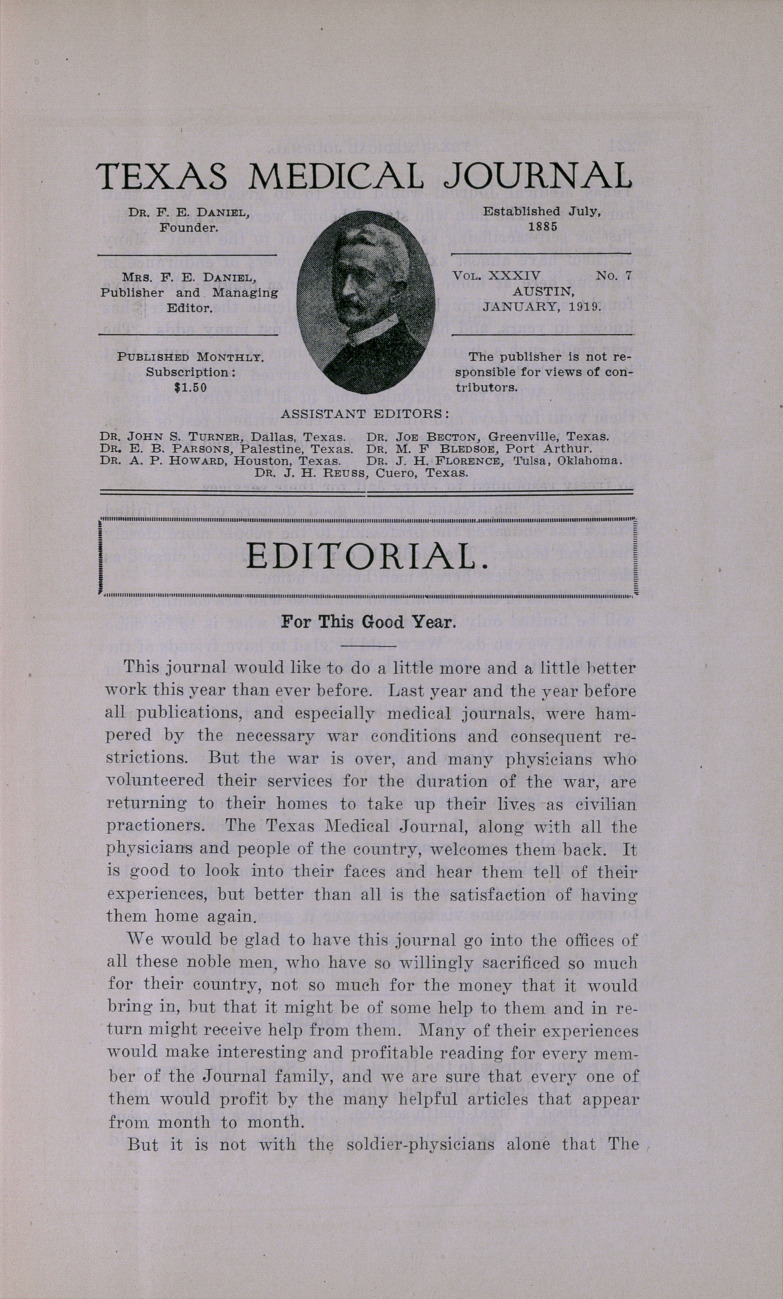 TEXAS MEDICAL JOURNAL
DR. F. E. DANIEL,
Founder.
MRS. F. E. DANIEL,
Publisher and Managing
Editor.
PUBLISHED MONTHLY.
Subscription:
$1.50
Established July,
1885
VOL. XXXIV No. 7
AUSTIN,
JANUARY, 1919.
The publisher is not re-
sponsible for views of con-
tributors.
ASSISTANT EDITORS:
DR. JOHN S. TURNER, Dallas, Texas. DR. JOE BECTON, Greenville, Texas.
DR. E. B. PARSONS, Palestine, Texas. DR. M. F BLEDSOE, Port Arthur.
DR. A. P. HOWARD, Houston, Texas. DR. J. H. FLORENCE, Tulsa, Oklahoma.
DR. J. H. REUSS, Cuero, Texas.
EDITORIAL.
For This Good Year.
This journal would like to do a little more and a little better
work this year than ever before. Last year and the year before
all publications, and especially medical journals, were ham-
pered by the necessary war conditions and consequent re-
strictions. But the war is over, and many physicians who
volunteered their services for the duration of the war, are
returning to their homes to take up their lives as civilian
practioners. The Texas Medical Journal, along with all the
physicians and people of the country, welcomes them back. It
is good to look into their faces and hear them tell of their
experiences, but better than all is the satisfaction of having
them home again.
We would be glad to have this journal go into the offices of
all these noble men, who have so willingly sacrificed so much
for their country, not so much for the money that it would
bring in, but that it might be of some help to them and in re-
turn might receive help from them. Many of their experiences
would make interesting and profitable reading for every mem-
ber of the Journal family, and we are sure that every one of
them would profit by the many helpful articles that appear
from month to month.
But it is not with the soldier-physicians alone that The